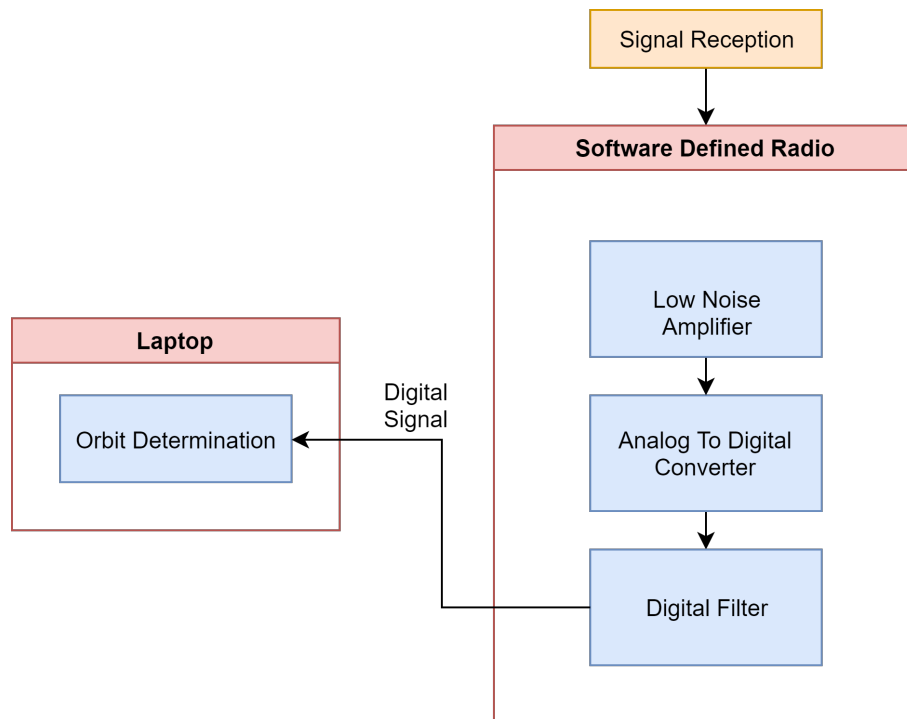 Signal Reception
Software Defined Radio
Low Noise
Amplifier
Laptop
Digital
Signal
Orbit Determination
Analog To Digital
Converter
Digital Filter